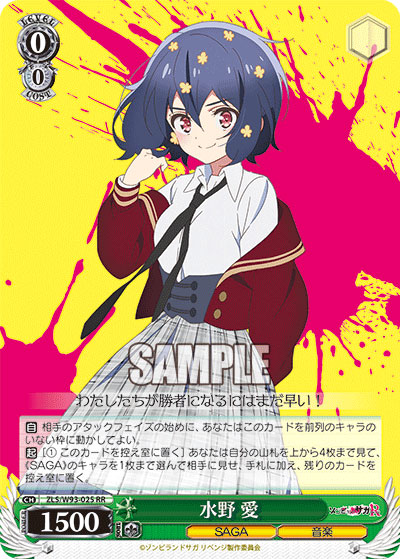 LEVEL
0
0
COST
SAMPLE
わたしたちが勝者になるにはまだ早い！
自 相手のアタックフェイズの始めに、あなたはこのカードを前列のキャラの
いない枠に動かしてよい。
起 [① このカードを控え室に置く] あなたは自分の山札を上から4枚まで見て、
《SAGA》のキャラを1枚まで選んで相手に見せ、手札に加え、残りのカードを
控え室に置く。
CH ZLS/W93-025 RR
1500
水野 愛
SAGA
音楽
ゾンビランドサガR
©ゾンビランドサガ リベンジ製作委員会